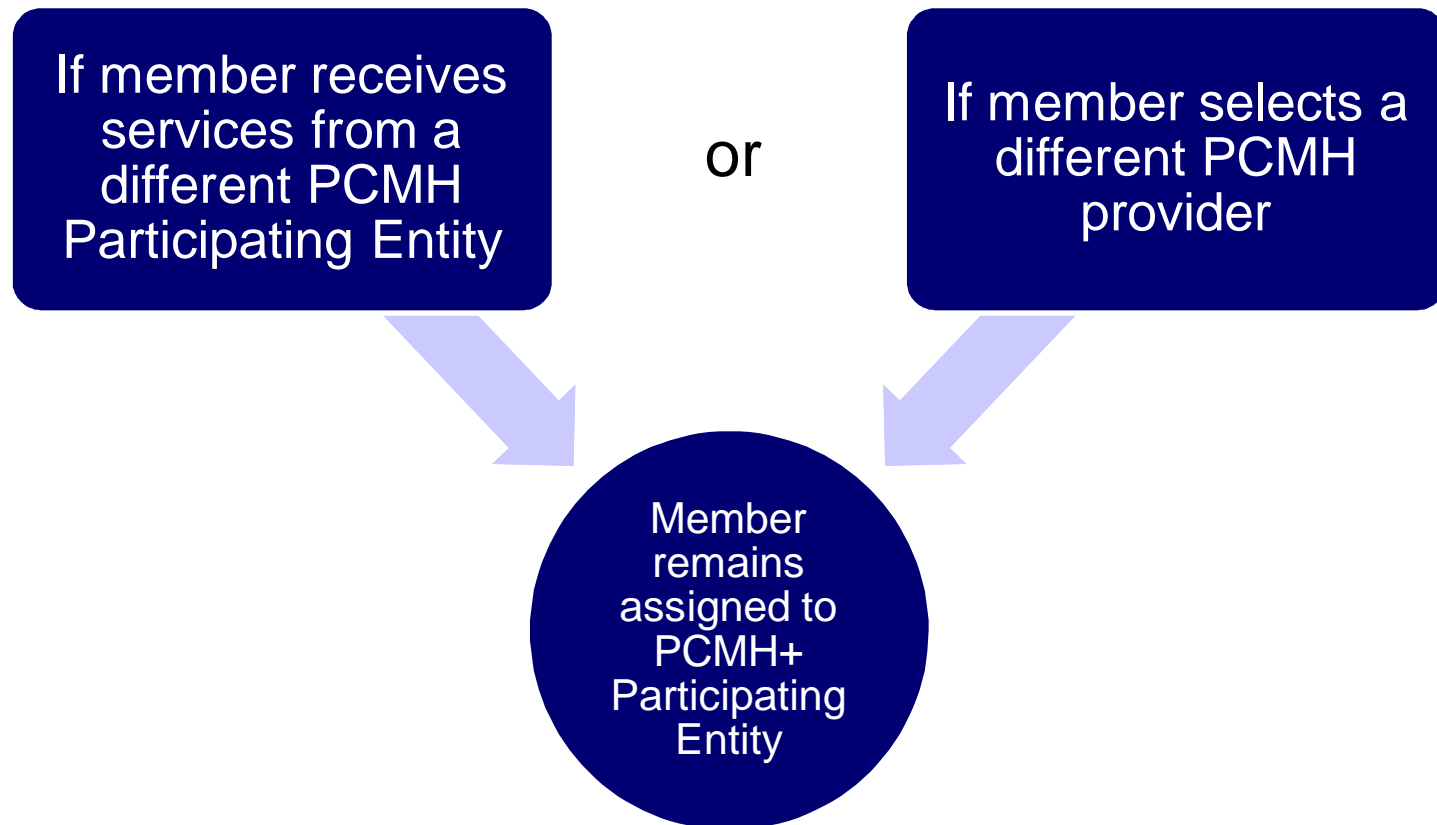 If member receives
services from a
different PCMH
Participating Entity
or
If member selects a
different PCMH
provider
Member
remains
assigned to
PCMH+
Participating
Entity